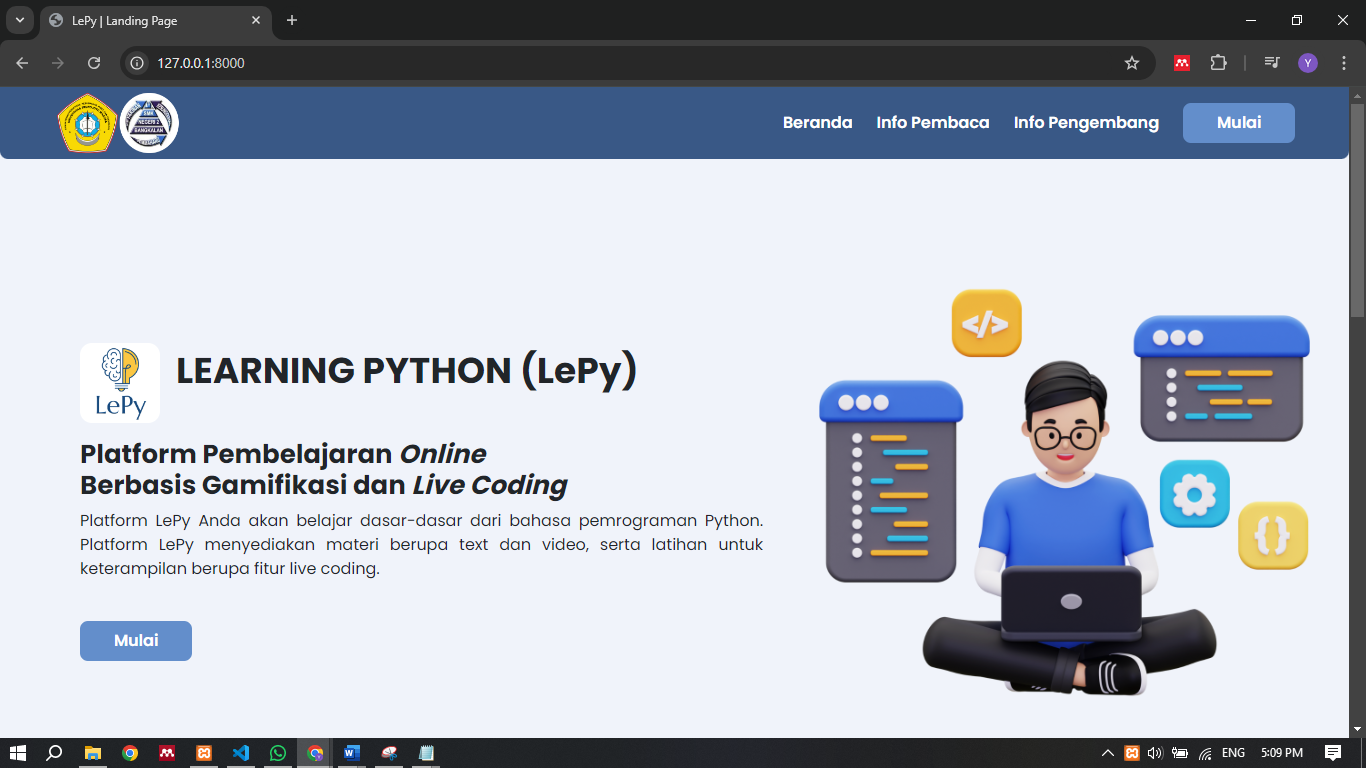 LePy | Landing Page
127.0.0.1:8000
Y
SMK
NEGERI 2
BANGKALAN
Beranda
Info Pembaca
Info Pengembang
Mulai
LePy
LEARNING PYTHON (LePy)
Platform Pembelajaran Online
Berbasis Gamifikasi dan Live Coding
Platform LePy Anda akan belajar dasar-dasar dari bahasa pemrograman Python.
Platform LePy menyediakan materi berupa text dan video, serta latihan untuk
keterampilan berupa fitur live coding.
Mulai
</>
{}
ENG
5:09 PM